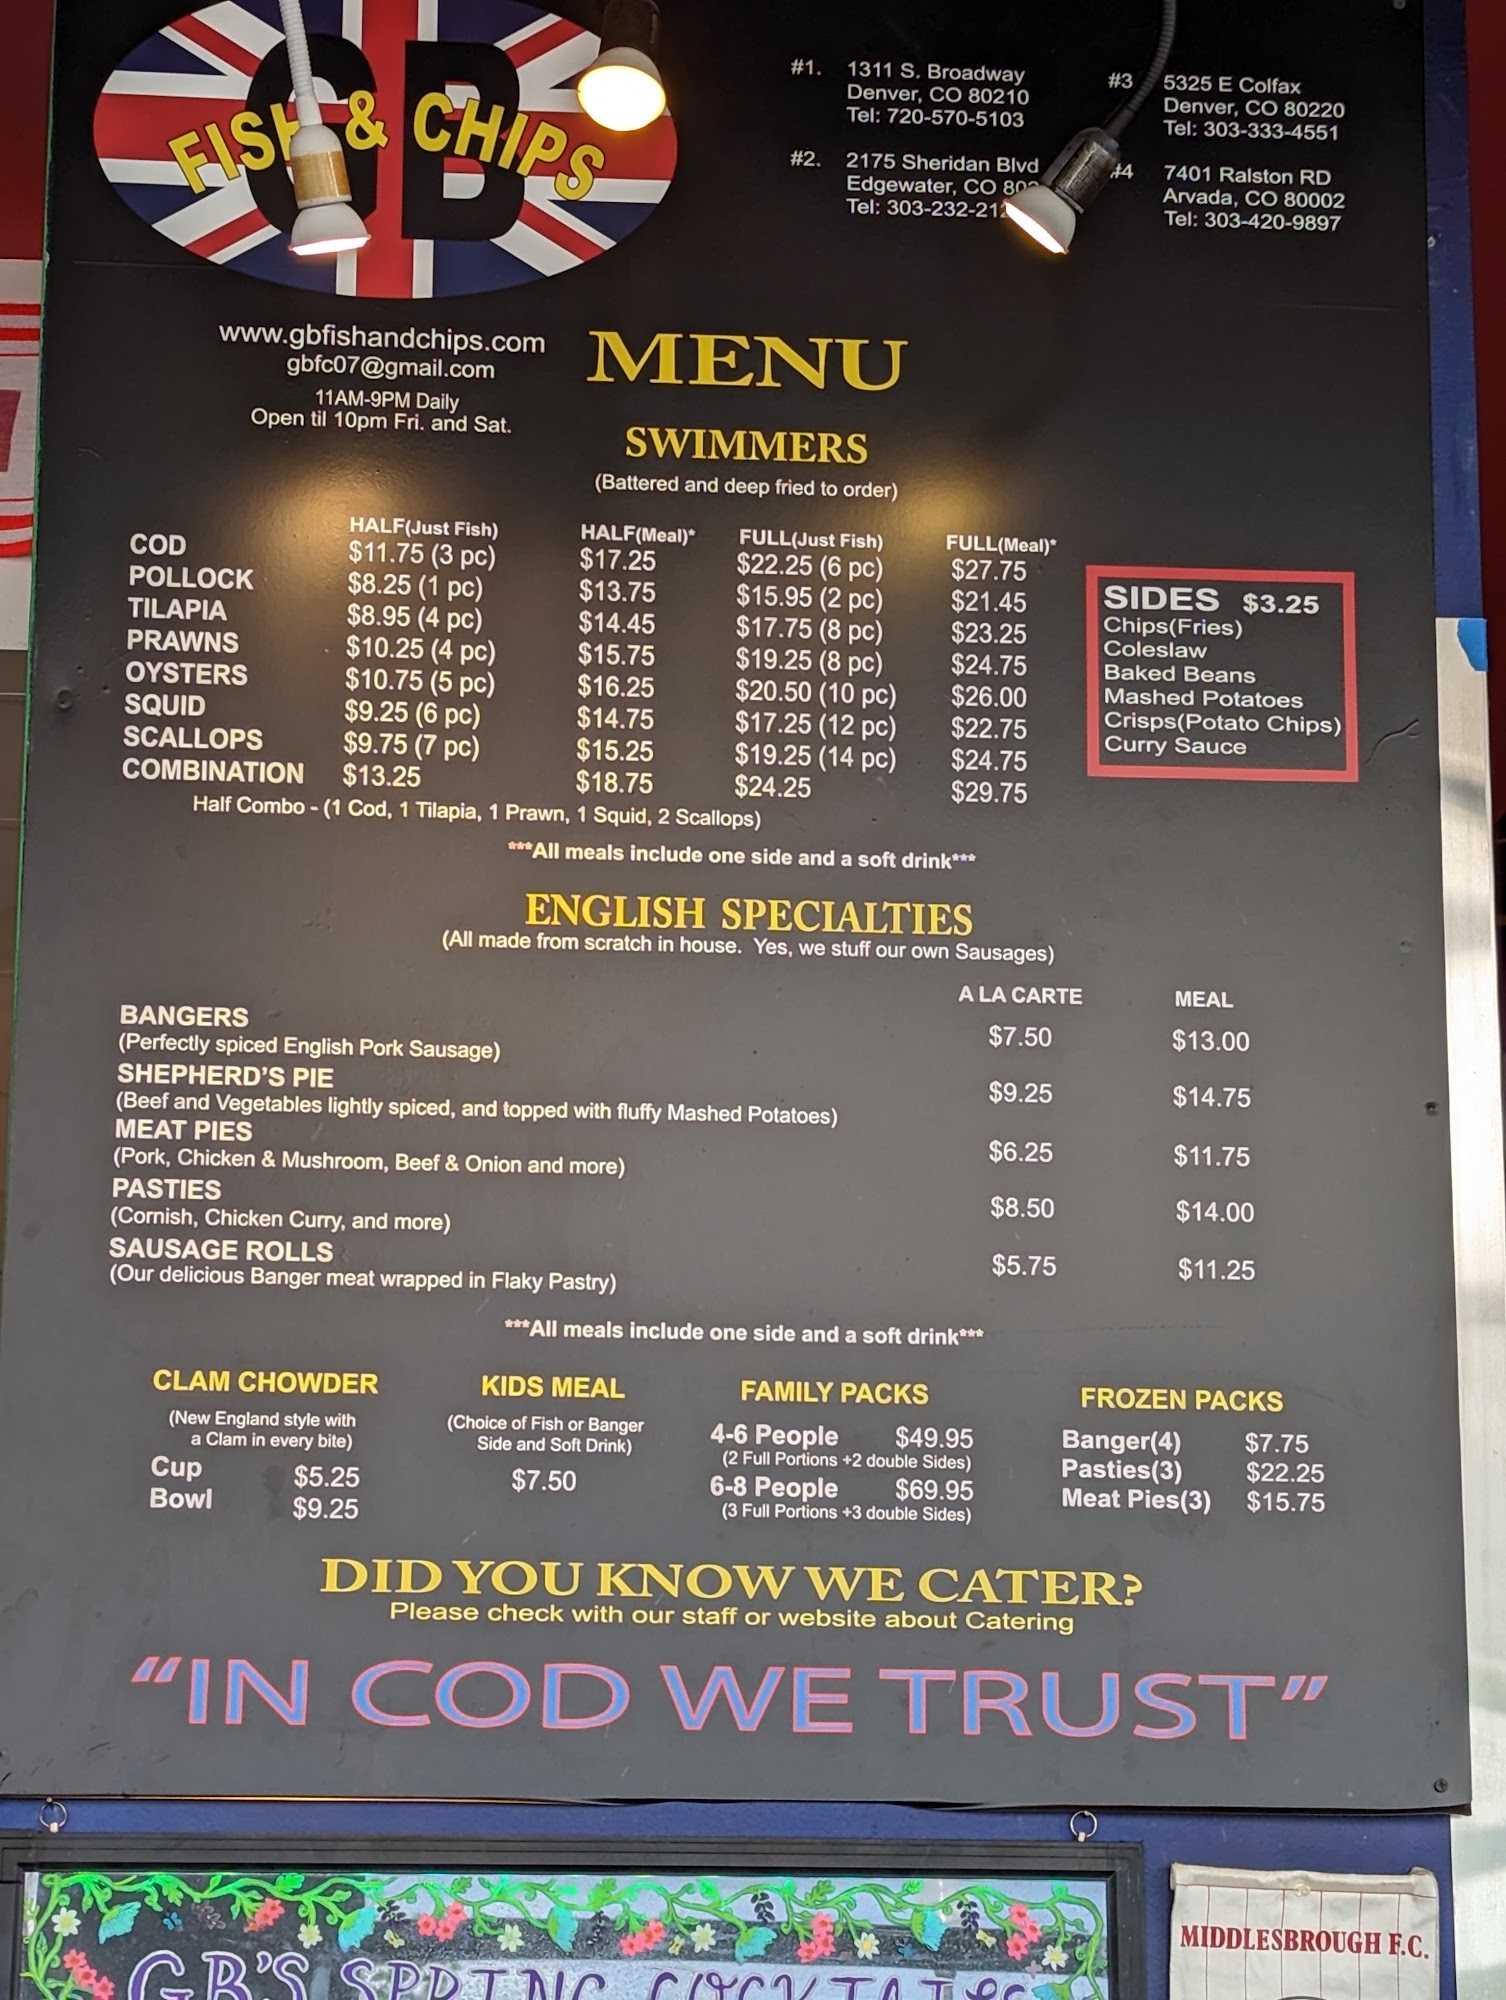 GB
FISH & CHIPS
#1. 1311 S. Broadway
Denver, CO 80210
Tel: 720-570-5103
#2. 2175 Sheridan Blvd
Edgewater, CO
Tel:
#3 5325 E Colfax
Denver, CO 80220
Tel: 303-333-4551
#4 7401 Ralston RD
Arvada, CO 80002
Tel: 303-420-9897
www.gbfishandchips.com
gbfc07@gmail.com
11AM-9PM Daily
Open til 10pm Fri. and Sat.
MENU
SWIMMERS
(Battered and deep fried to order)
HALF(Just Fish) HALF(Meal)* FULL(Just Fish) FULL(Meal)*
COD $11.75 (3 pc) $17.25 $22.25 (6 pc) $27.75
POLLOCK $8.25 (1 pc) $13.75 $15.95 (2 pc) $21.45
TILAPIA $8.95 (4 pc) $14.45 $17.75 (8 pc) $23.25
PRAWNS $10.25 (4 pc) $15.75 $19.25 (8 pc) $24.75
OYSTERS $10.75 (5 pc) $16.25 $20.50 (10 pc) $26.00
SQUID $9.25 (6 pc) $14.75 $17.25 (12 pc) $22.75
SCALLOPS $9.75 (7 pc) $15.25 $19.25 (14 pc) $24.75
COMBINATION $13.25 $18.75 $24.25 $29.75
Half Combo - (1 Cod, 1 Tilapia, 1 Prawn, 1 Squid, 2 Scallops)
***All meals include one side and a soft drink***
SIDES $3.25
Chips(Fries)
Coleslaw
Baked Beans
Mashed Potatoes
Crisps(Potato Chips)
Curry Sauce
ENGLISH SPECIALTIES
(All made from scratch in house. Yes, we stuff our own Sausages)
A LA CARTE MEAL
BANGERS $7.50 $13.00
(Perfectly spiced English Pork Sausage)
SHEPHERD'S PIE $9.25 $14.75
(Beef and Vegetables lightly spiced, and topped with fluffy Mashed Potatoes)
MEAT PIES $6.25 $11.75
(Pork, Chicken & Mushroom, Beef & Onion and more)
PASTIES $8.50 $14.00
(Cornish, Chicken Curry, and more)
SAUSAGE ROLLS $5.75 $11.25
(Our delicious Banger meat wrapped in Flaky Pastry)
***All meals include one side and a soft drink***
CLAM CHOWDER
(New England style with
a Clam in every bite)
Cup $5.25
Bowl $9.25
KIDS MEAL
(Choice of Fish or Banger
Side and Soft Drink)
$7.50
FAMILY PACKS
4-6 People $49.95
(2 Full Portions +2 double Sides)
6-8 People $69.95
(3 Full Portions +3 double Sides)
FROZEN PACKS
Banger(4) $7.75
Pasties(3) $22.25
Meat Pies(3) $15.75
DID YOU KNOW WE CATER?
Please check with our staff or website about Catering
"IN COD WE TRUST"
GB'S SPRING COCKTAILS
MIDDLESBROUGH F.C.